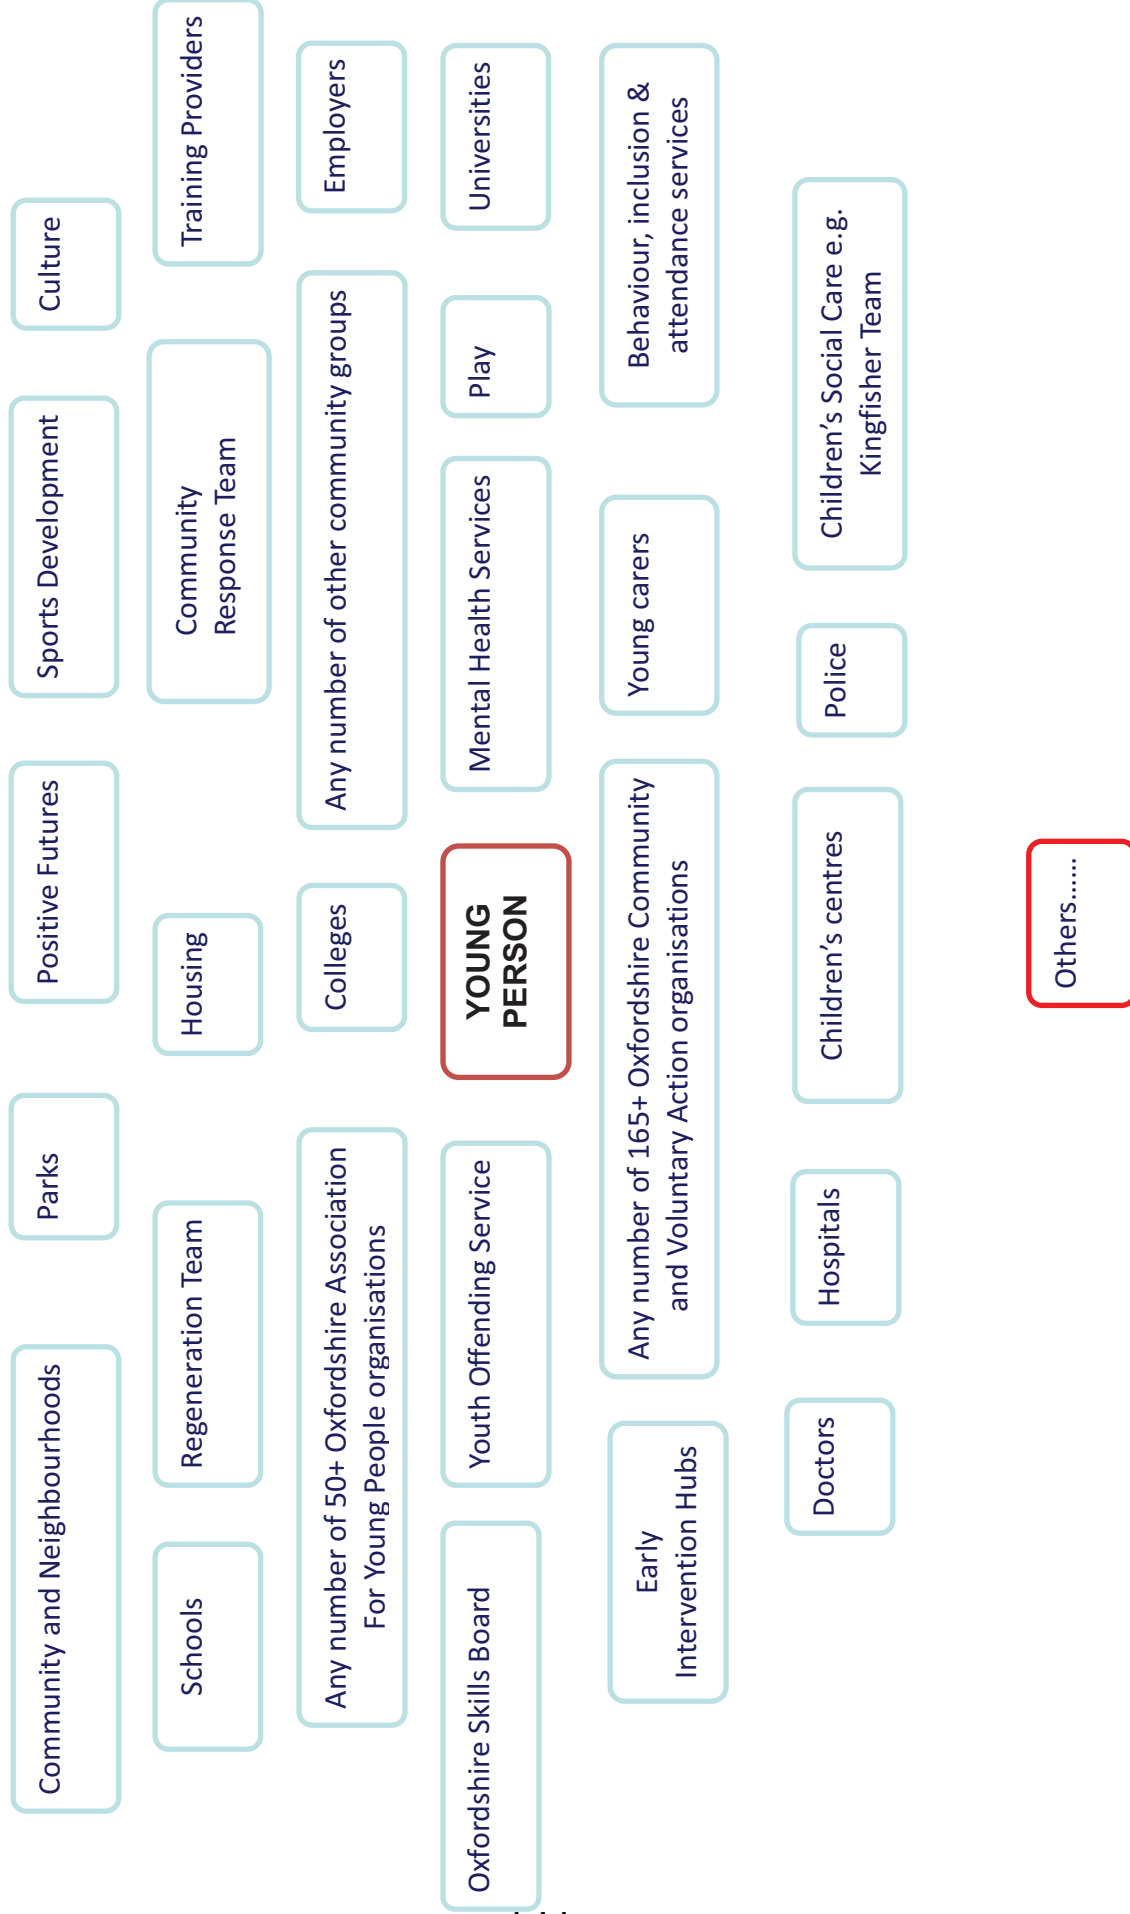 Community and Neighbourhoods
Parks
Positive Futures
Sports Development
Culture
Schools
Regeneration Team
Housing
Community
Response Team
Training Providers
Any number of 50+ Oxfordshire Association
For Young People organisations
Colleges
Any number of other community groups
Employers
Oxfordshire Skills Board
Youth Offending Service
YOUNG
PERSON
Mental Health Services
Play
Universities
Early
Intervention Hubs
Any number of 165+ Oxfordshire Community
and Voluntary Action organisations
Young carers
Behaviour, inclusion &
attendance services
Doctors
Hospitals
Children’s centres
Police
Children’s Social Care e.g.
Kingfisher Team
Others......